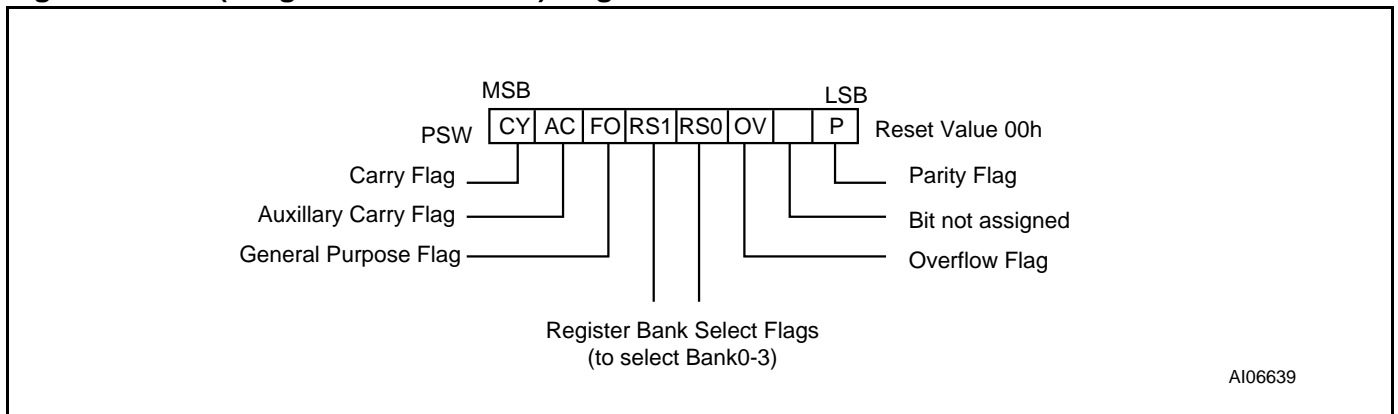 MSB LSB
PSW CY AC FO RS1 RS0 OV P Reset Value 00h
Carry Flag Parity Flag
Auxillary Carry Flag Bit not assigned
General Purpose Flag Overflow Flag
Register Bank Select Flags
(to select Bank0-3)
AI06639